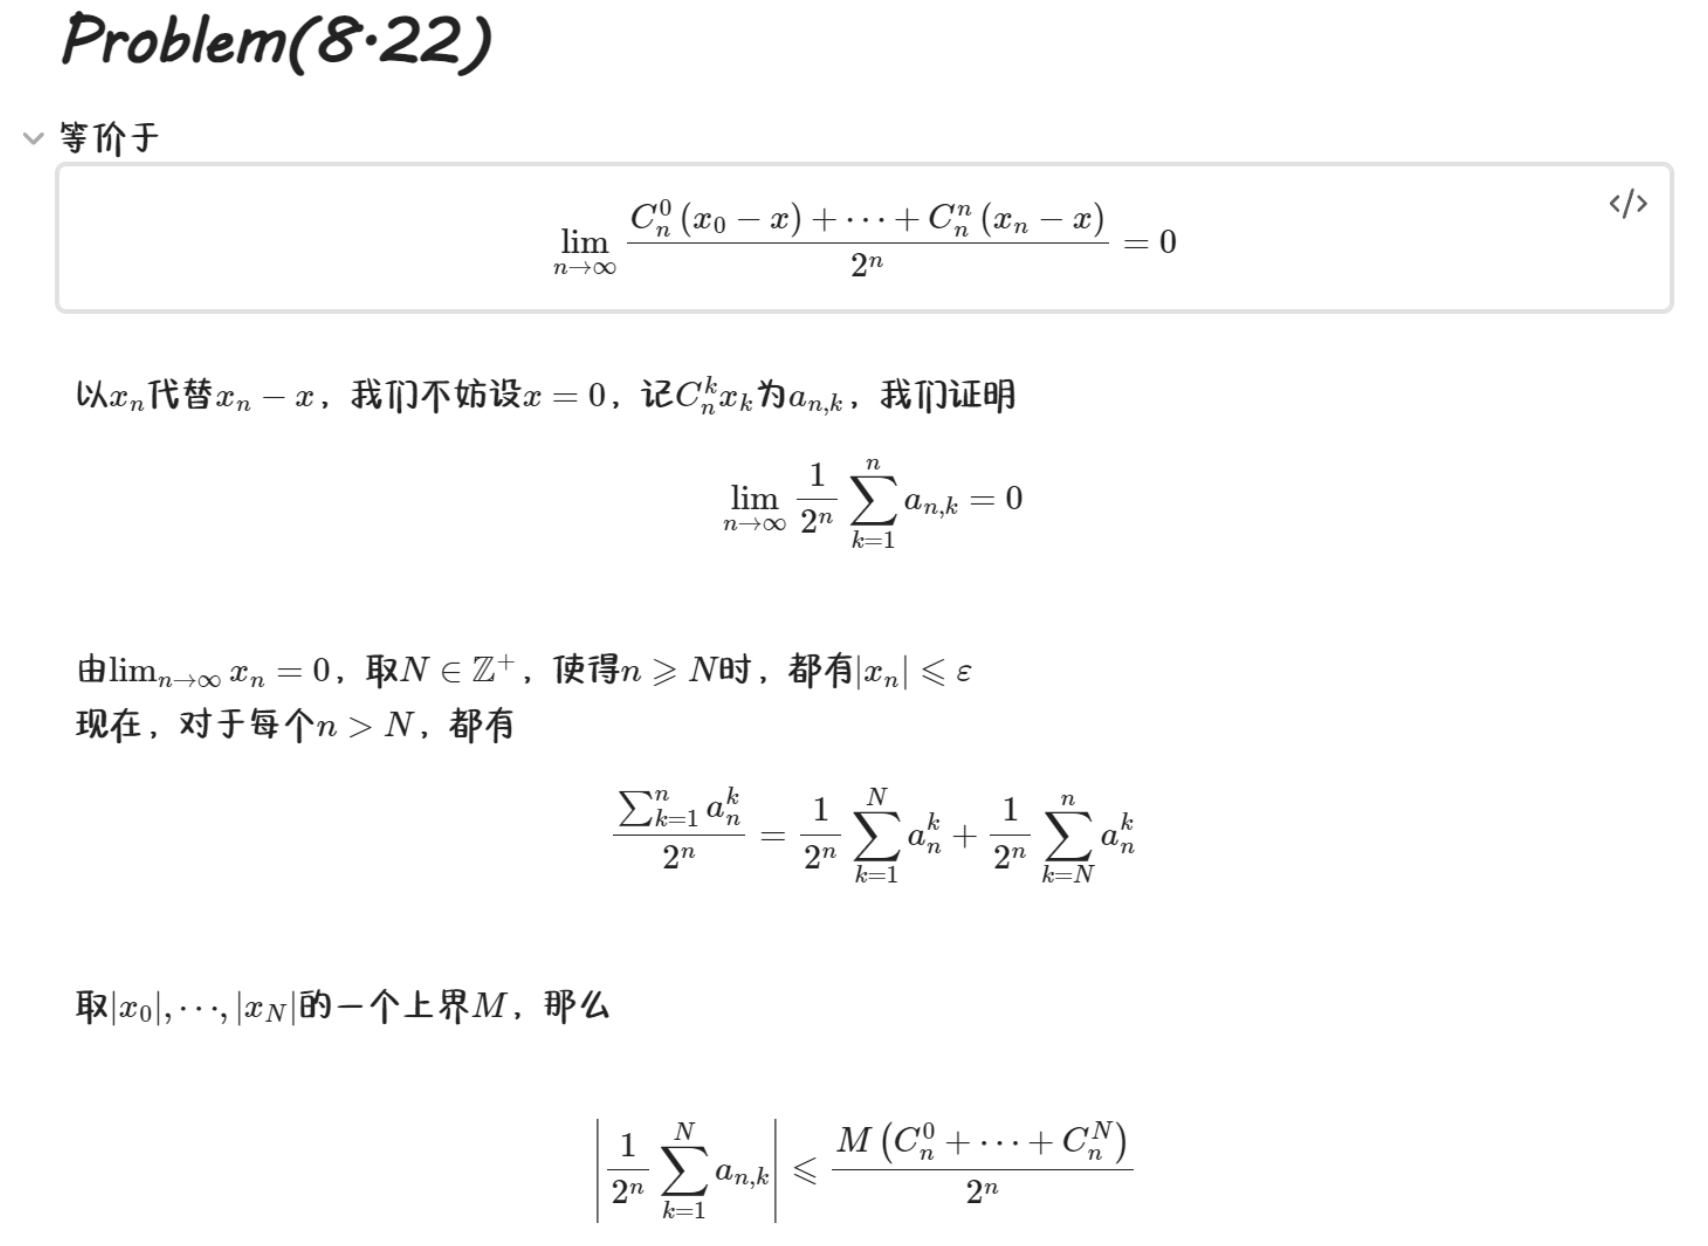 Problem(8·22)
等价于
</>
$$\lim_{n\to\infty} \frac{C_n^0(x_0-x)+\cdots+C_n^n(x_n-x)}{2^n}=0$$
以$x_n$代替$x_n-x$，我们不妨设$x=0$，记$C_n^k x_k$为$a_{n,k}$，我们证明
$$\lim_{n\to\infty} \frac{1}{2^n}\sum_{k=1}^{n} a_{n,k}=0$$
由$\lim_{n\to\infty} x_n=0$，取$N\in\mathbb{Z}^+$，使得$n\geqslant N$时，都有$|x_n|\leqslant\varepsilon$
现在，对于每个$n>N$，都有
$$\frac{\sum_{k=1}^{n} a_n^k}{2^n}=\frac{1}{2^n}\sum_{k=1}^{N} a_n^k+\frac{1}{2^n}\sum_{k=N}^{n} a_n^k$$
取$|x_0|,\cdots,|x_N|$的一个上界$M$，那么
$$\left|\frac{1}{2^n}\sum_{k=1}^{N} a_{n,k}\right|\leqslant\frac{M\left(C_n^0+\cdots+C_n^N\right)}{2^n}$$